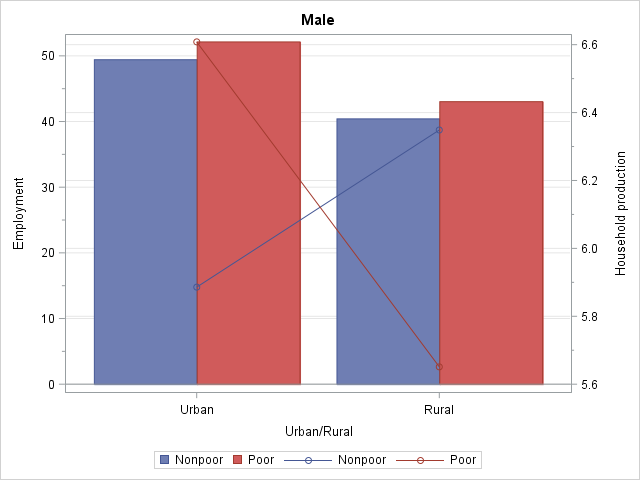 Male
Employment
50
40
30
20
10
0
6.6
6.4
6.2
6.0
5.8
5.6
Household production
Urban Rural
Urban/Rural
Nonpoor Poor Nonpoor Poor